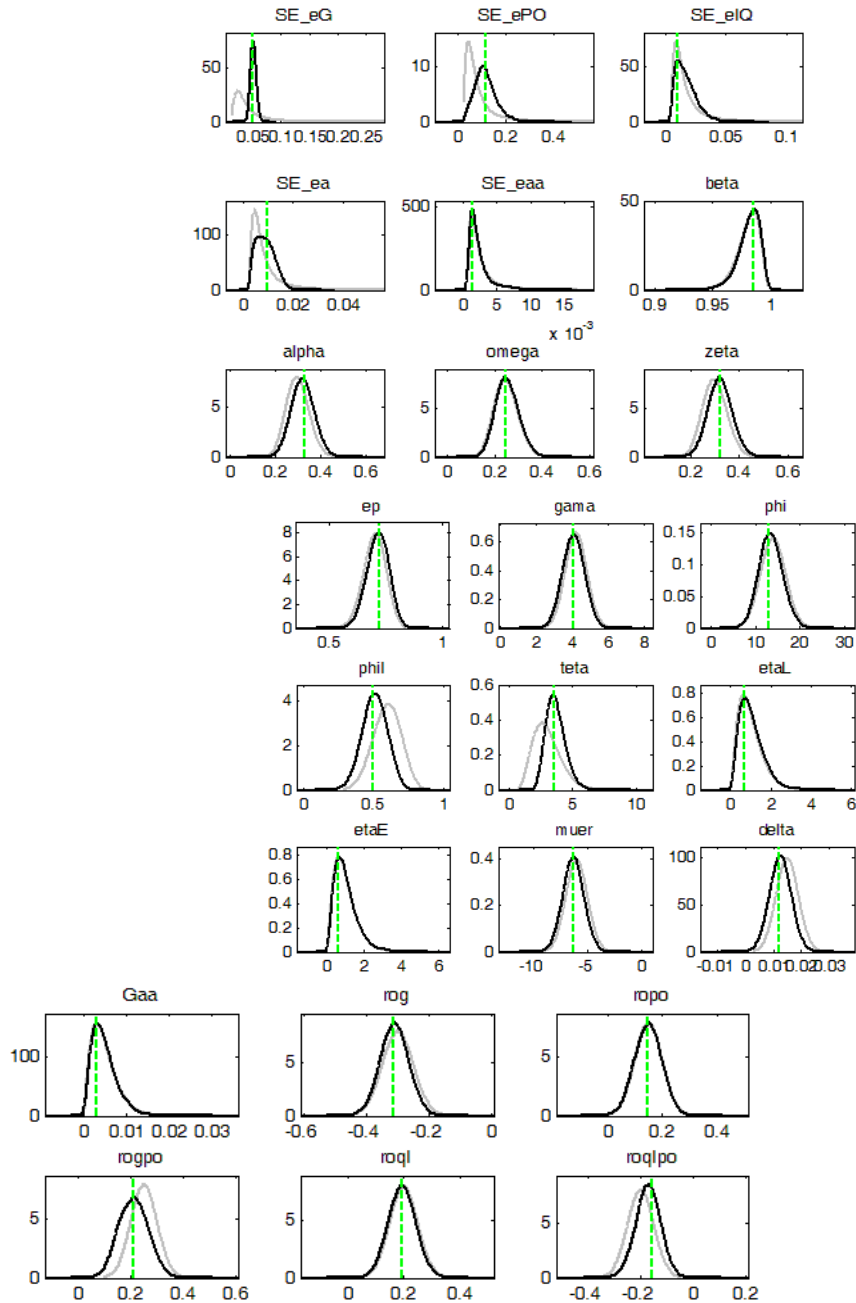 SE_eG SE_ePO SE_eIQ
50
0
0.050.10.150.20.25
10
0
0 0.2 0.4
50
0
0 0.05 0.1
SE_ea SE_eaa beta
100
0
0 0.02 0.04
500
0
0 5 10 15
x 10-3
50
0
0.9 0.95 1
alpha omega zeta
5
0
0 0.2 0.4 0.6
5
0
0 0.2 0.4 0.6
5
0
0.2 0.4 0.6
ep gama phi
8
6
4
2
0
0.5 1
0.6
0.4
0.2
0
0 2 4 6 8
0.15
0.1
0.05
0
0 10 20 30
phil teta etaL
4
2
0
0 0.5 1
0.6
0.4
0.2
0
0 5 10
0.8
0.6
0.4
0.2
0
0 2 4 6
etaE muer delta
0.8
0.6
0.4
0.2
0
0 2 4 6
0.4
0.2
0
-10 -5 0
100
50
0
-0.01 0 0.010.020.03
Gaa rog ropo
100
0
0 0.01 0.02 0.03
5
0
-0.6 -0.4 -0.2 0
5
0
0 0.2 0.4
rogpo roql roqlpo
5
0
0 0.2 0.4 0.6
5
0
0 0.2 0.4
5
0
-0.4 -0.2 0 0.2